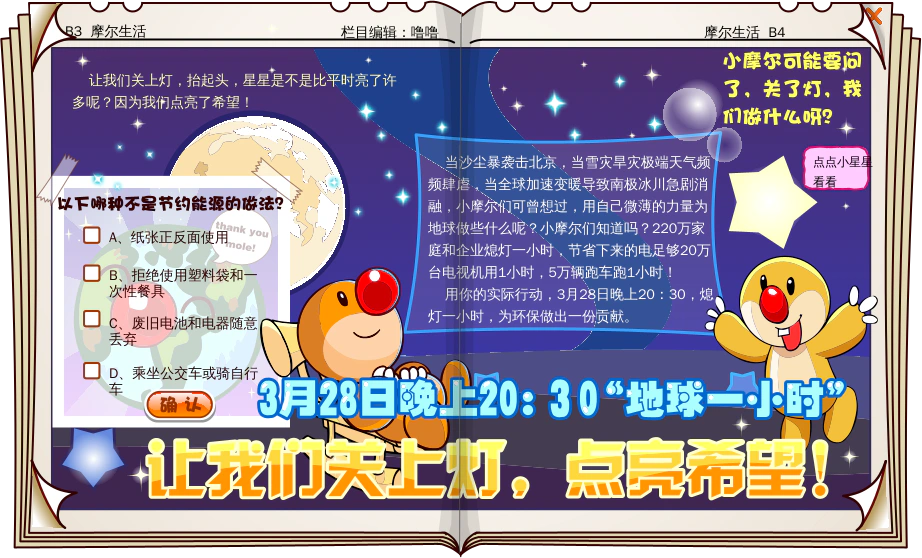 B3 摩尔生活
栏目编辑：噜噜
摩尔生活 B4
让我们关上灯，抬起头，星星是不是比平时亮了许
多呢？因为我们点亮了希望！
小摩尔可能要问
了，关了灯，我
们做什么呀？
点点小星星
看看
当沙尘暴袭击北京，当雪灾旱灾极端天气频
频肆虐，当全球加速变暖导致南极冰川急剧消
融，小摩尔们可曾想过，用自己微薄的力量为
地球做些什么呢？小摩尔们知道吗？220万家
庭和企业熄灯一小时，节省下来的电足够20万
台电视机用1小时，5万辆跑车跑1小时！
用你的实际行动，3月28日晚上20：30，熄
灯一小时，为环保做出一份贡献。
以下哪种不是节约能源的做法？
thank you
mole!
A、纸张正反面使用
B、拒绝使用塑料袋和一
次性餐具
C、废旧电池和电器随意
丢弃
D、乘坐公交车或骑自行
车
确认
3月28日晚上20：30“地球一小时”
让我们关上灯，点亮希望！